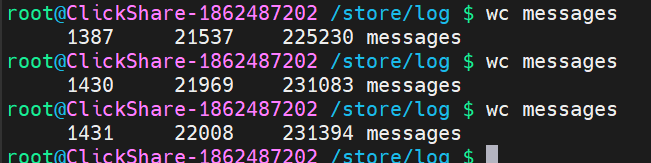 root@ClickShare-1862487202 /store/log $ wc messages
1387 21537 225230 messages
root@ClickShare-1862487202 /store/log $ wc messages
1430 21969 231083 messages
root@ClickShare-1862487202 /store/log $ wc messages
1431 22008 231394 messages
root@ClickShare-1862487202 /store/log $